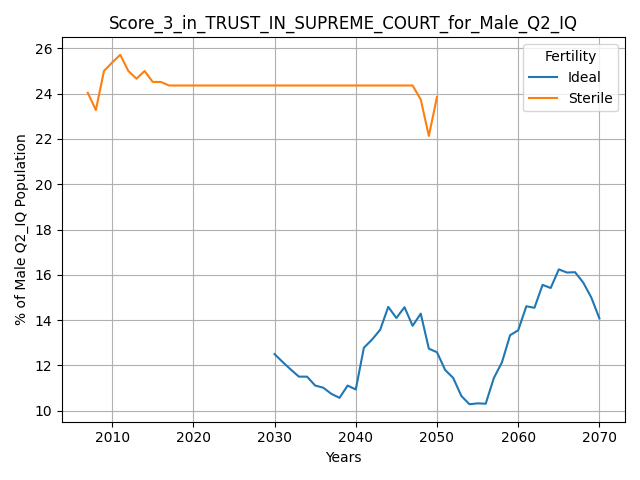 Score_3_in_TRUST_IN_SUPREME_COURT_for_Male_Q2_IQ
Fertility
Ideal
Sterile
% of Male Q2_IQ Population
26
24
22
20
18
16
14
12
10
2010 2020 2030 2040 2050 2060 2070
Years